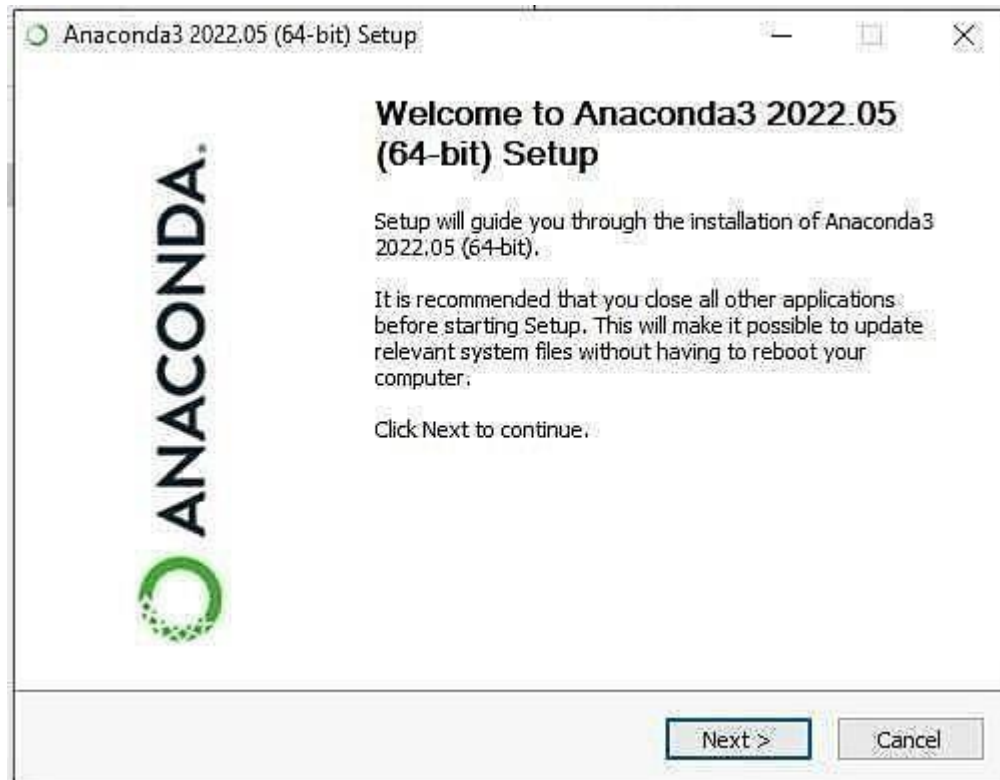 Anaconda3 2022.05 (64-bit) Setup
Welcome to Anaconda3 2022.05
(64-bit) Setup
Setup will guide you through the installation of Anaconda3
2022.05 (64-bit).
It is recommended that you close all other applications
before starting Setup. This will make it possible to update
relevant system files without having to reboot your
computer.
Click Next to continue.
ANACONDA.
Next >
Cancel